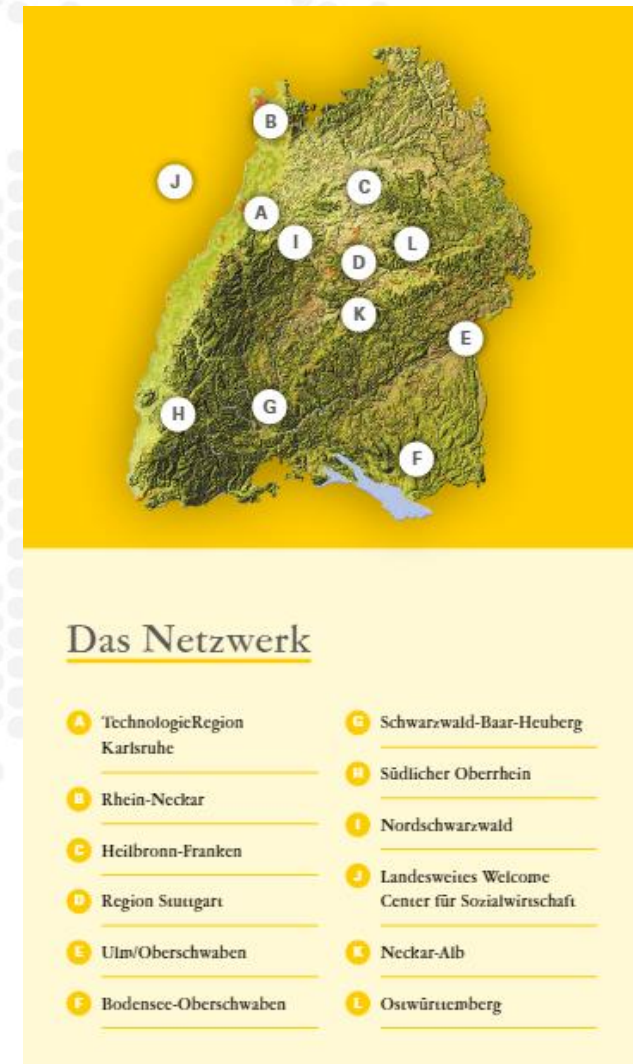 B
J
C
A
I
L
D
K
E
H
G
F
Das Netzwerk
A TechnologieRegion
Karlsruhe
B Rhein-Neckar
C Heilbronn-Franken
D Region Stuttgart
E Ulm/Oberschwaben
F Bodensee-Oberschwaben
G Schwarzwald-Baar-Heuberg
H Südlicher Oberrhein
I Nordschwarzwald
J Landesweites Welcome
Center für Sozialwirtschaft
K Neckar-Alb
L Ostwürttemberg